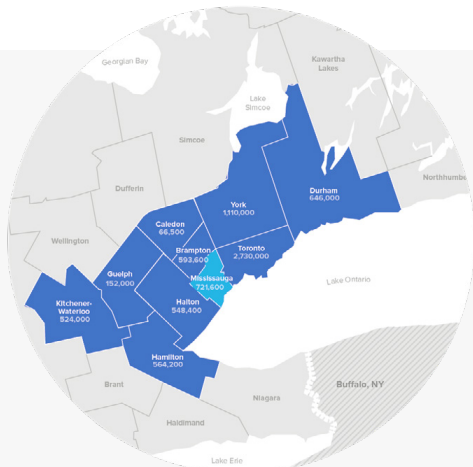 Georgian Bay
Kawartha
Lakes
Lake
Simcoe
Simcoe
Northumber
Durham
646,000
York
1,110,000
Dufferin
Caledon
66,500
Wellington
Brampton
593,600
Toronto
2,730,000
Guelph
152,000
Mississauga
721,600
Lake Ontario
Kitchener-
Waterloo
524,000
Halton
548,400
Hamilton
564,200
Brant
Niagara
Buffalo, NY
Haldimand
Lake Erie